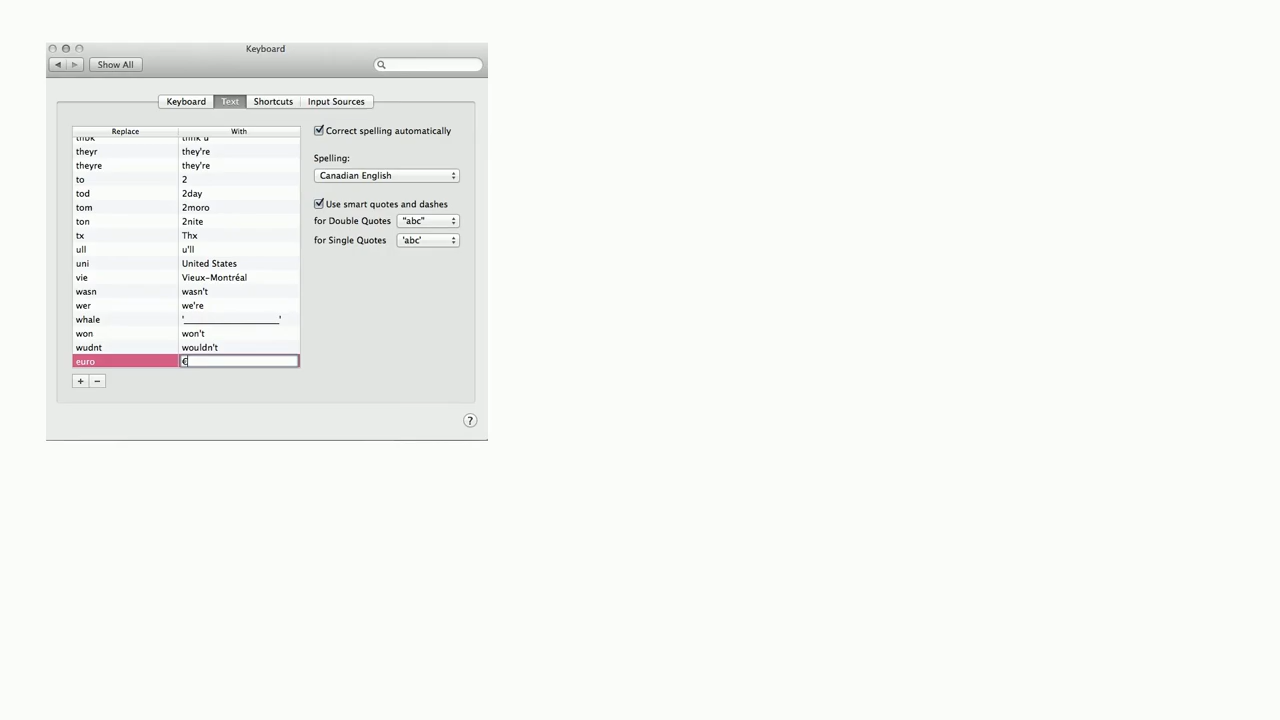 Keyboard
Show All
Keyboard Text Shortcuts Input Sources
Replace With
thbk think u
theyr they're
theyre they're
to 2
tod 2day
tom 2moro
ton 2nite
tx Thx
ull u'll
uni United States
vie Vieux-Montréal
wasn wasn't
wer we're
whale '____________________'
won won't
wudnt wouldn't
euro €
+ −
Correct spelling automatically
Spelling:
Canadian English
Use smart quotes and dashes
for Double Quotes "abc"
for Single Quotes 'abc'
?